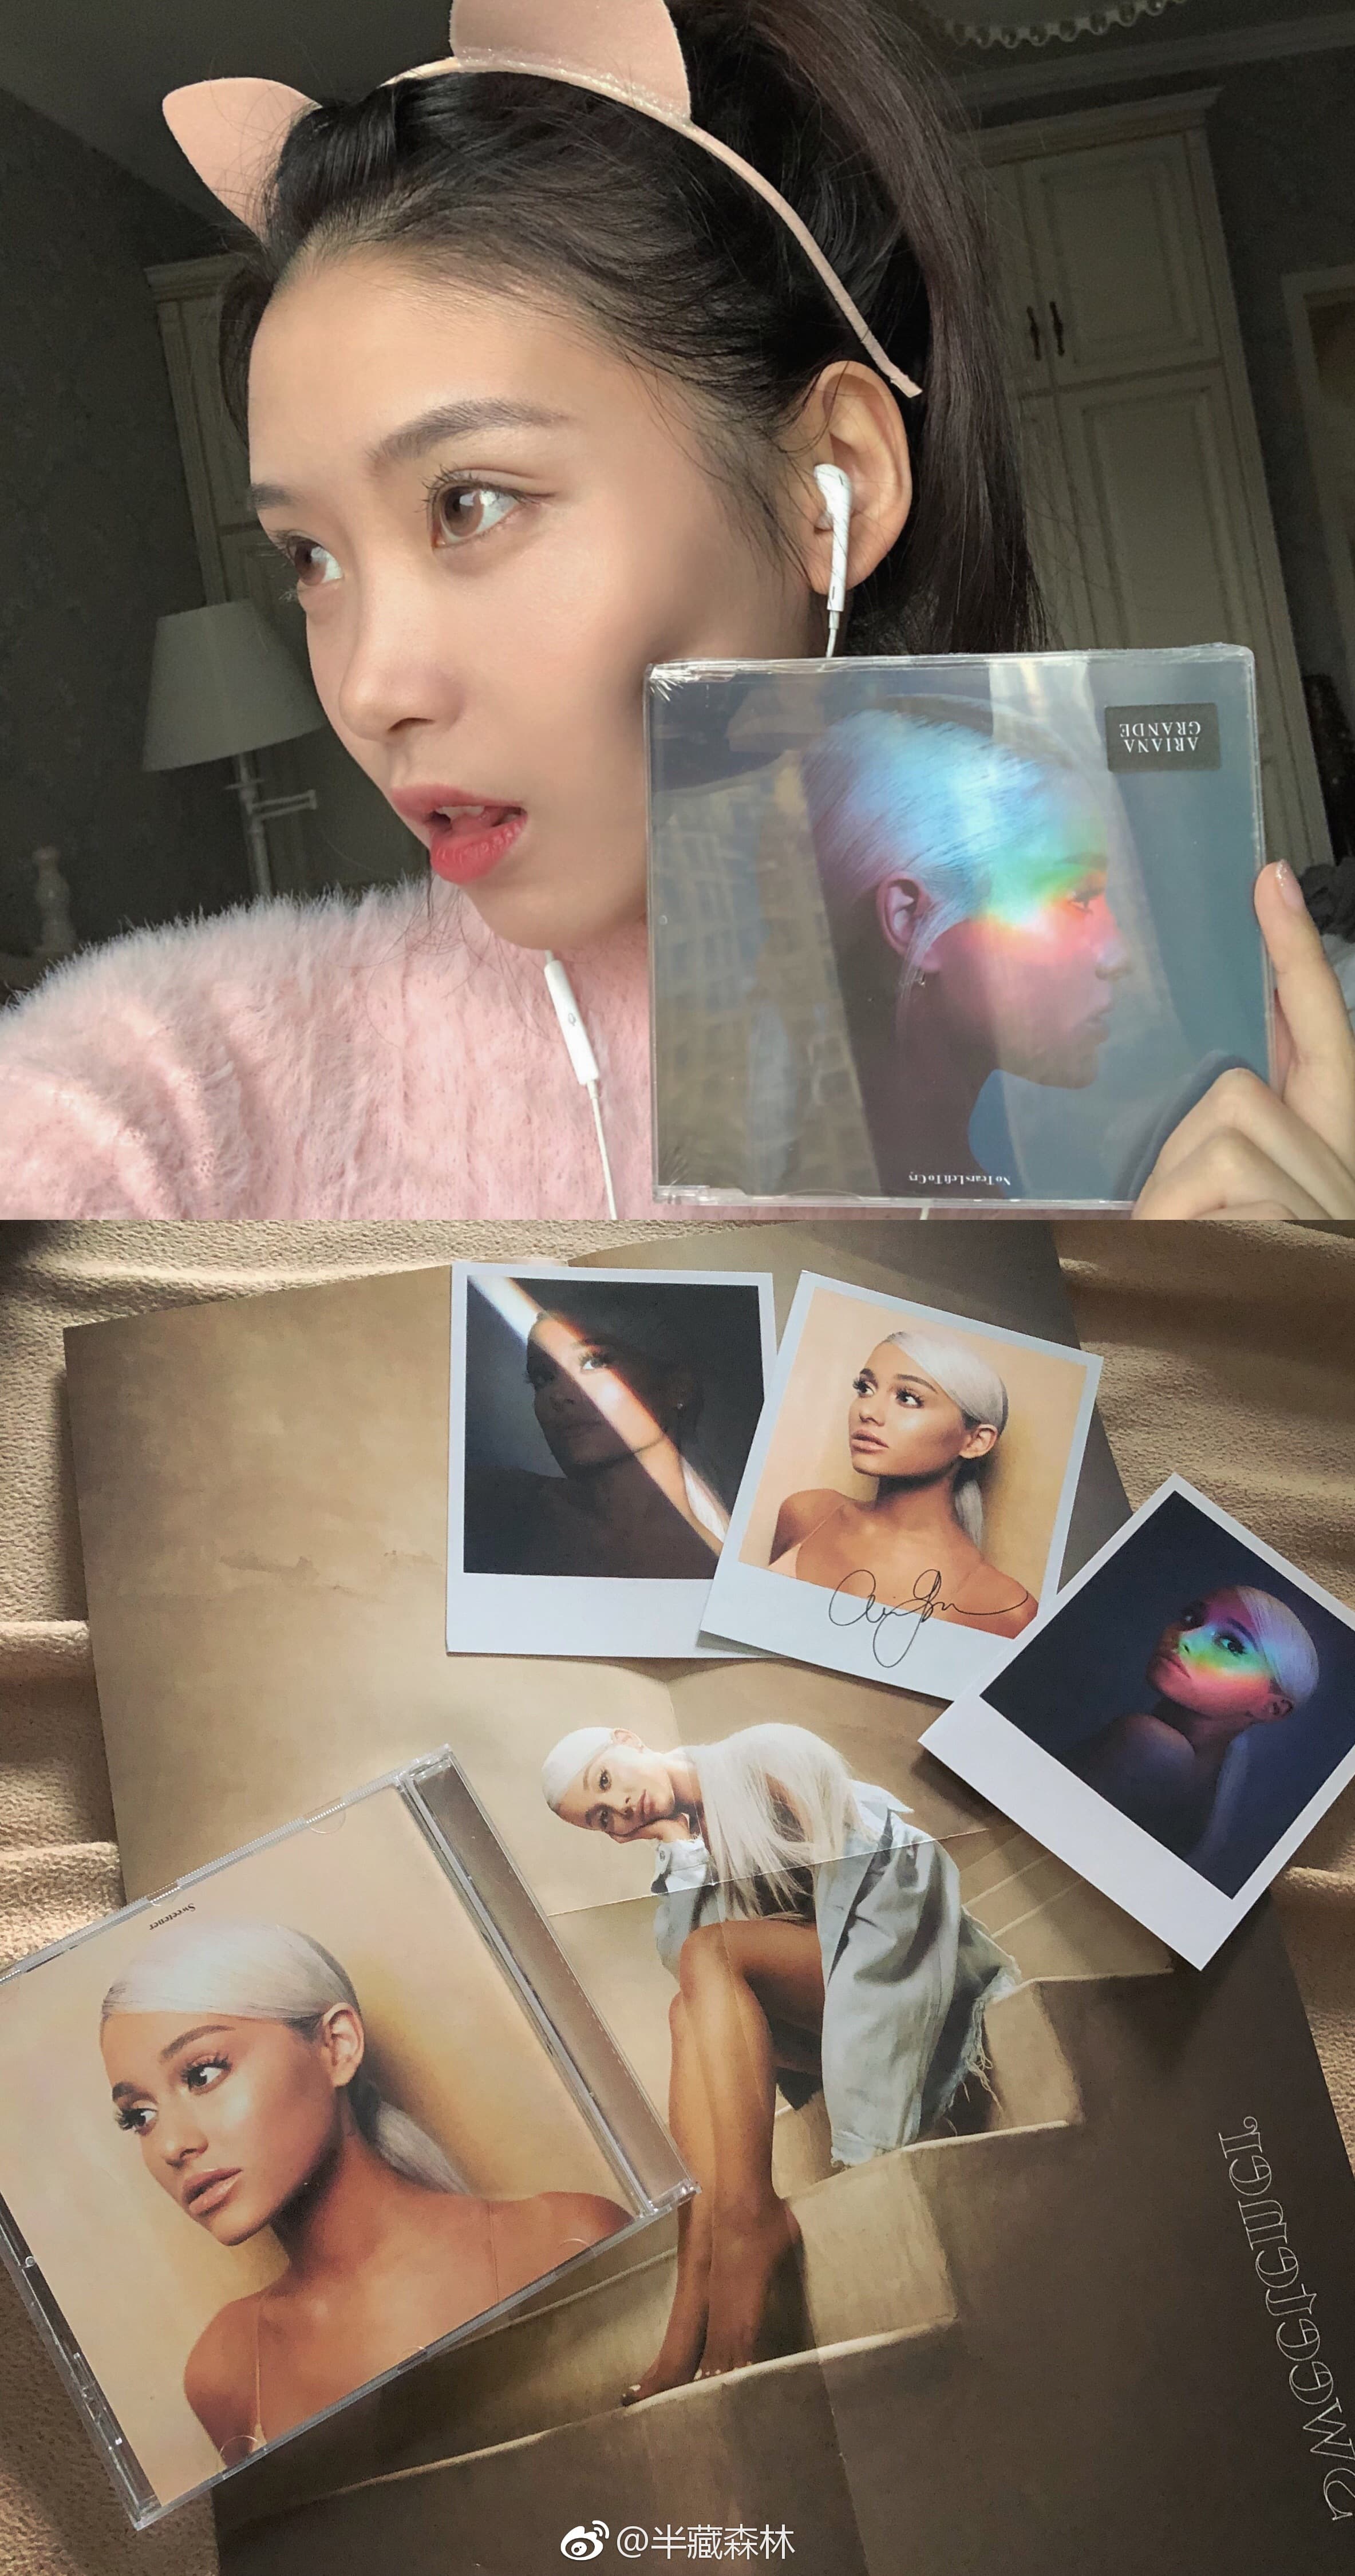 ARIANA
GRANDE
No Tears Left To Cry
Sweetener
sweetener
@半藏森林